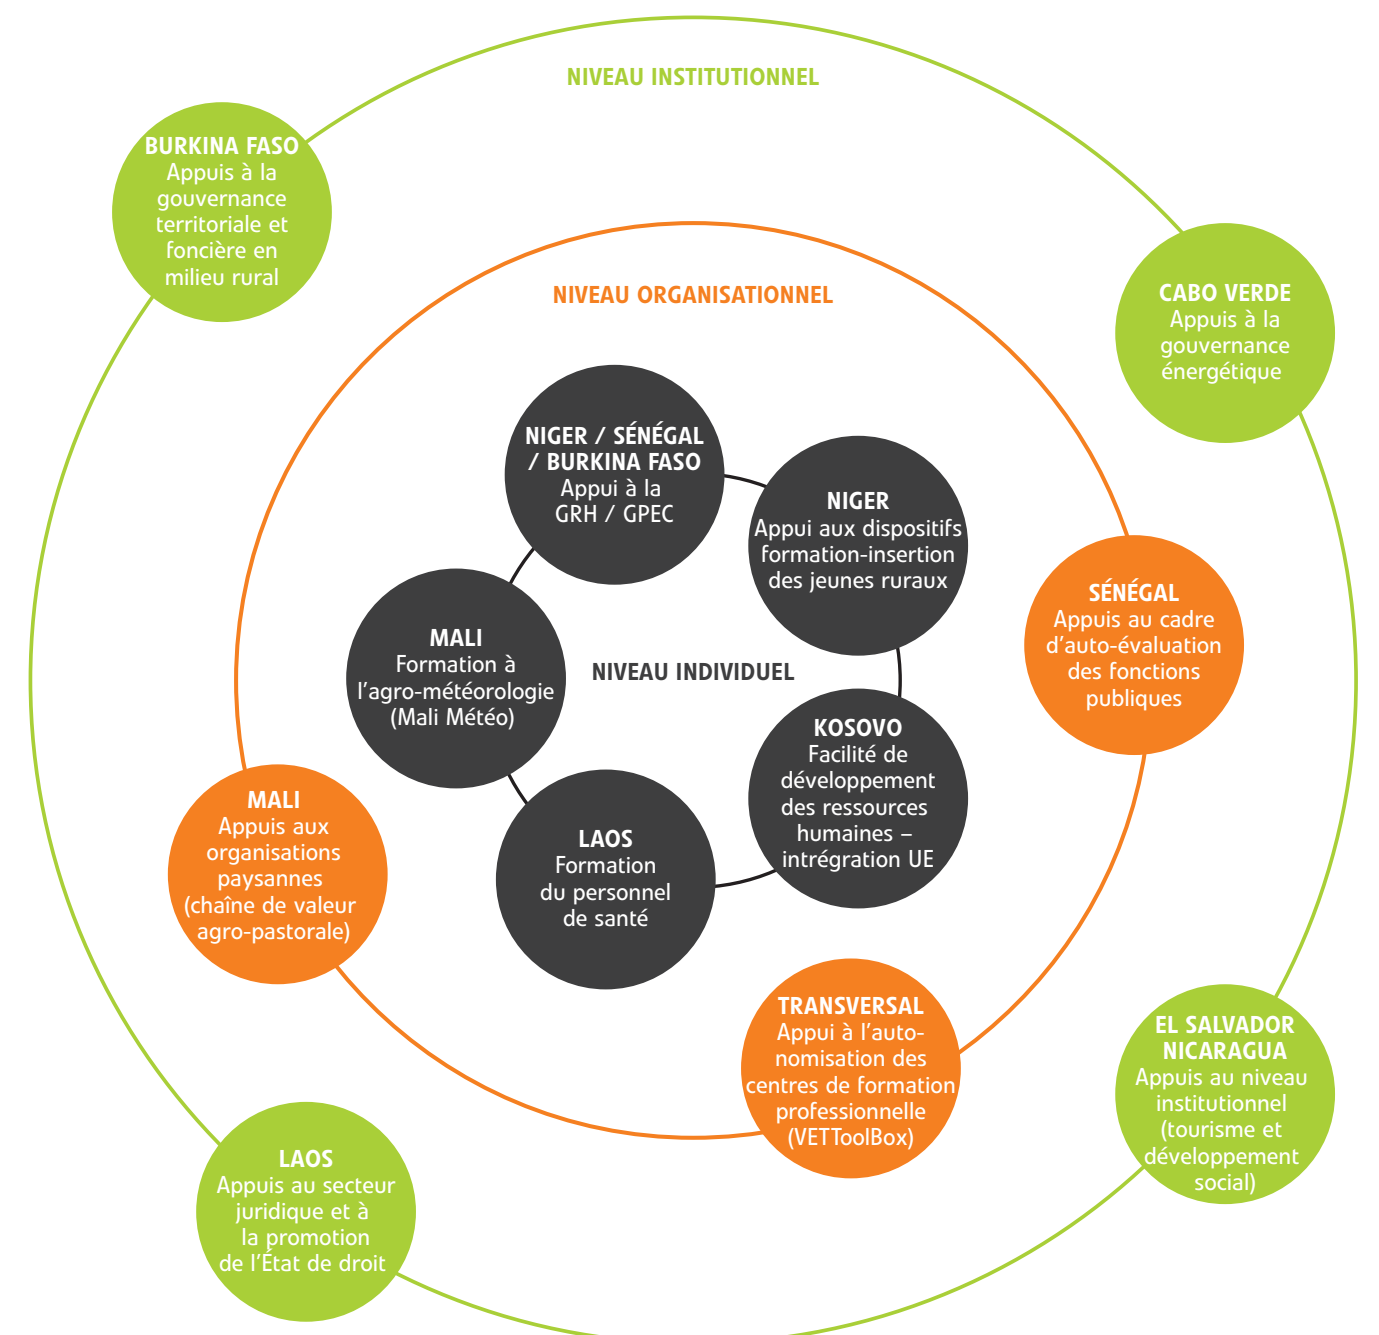 NIVEAU INSTITUTIONNEL
BURKINA FASO
Appuis à la
gouvernance
territoriale et
foncière en
milieu rural
CABO VERDE
Appuis à la
gouvernance
énergétique
NIVEAU ORGANISATIONNEL
NIGER / SÉNÉGAL
/ BURKINA FASO
Appui à la
GRH / GPEC
NIGER
Appui aux dispositifs
formation-insertion
des jeunes ruraux
SÉNÉGAL
Appuis au cadre
d'auto-évaluation
des fonctions
publiques
MALI
Formation à
l'agro-météorologie
(Mali Météo)
NIVEAU INDIVIDUEL
KOSOVO
Facilité de
développement
des ressources
humaines –
intrégration UE
MALI
Appuis aux
organisations
paysannes
(chaîne de valeur
agro-pastorale)
LAOS
Formation
du personnel
de santé
TRANSVERSAL
Appui à l'auto-
nomisation des
centres de formation
professionnelle
(VETToolBox)
EL SALVADOR
NICARAGUA
Appuis au niveau
institutionnel
(tourisme et
développement
social)
LAOS
Appuis au secteur
juridique et à
la promotion
de l'État de droit